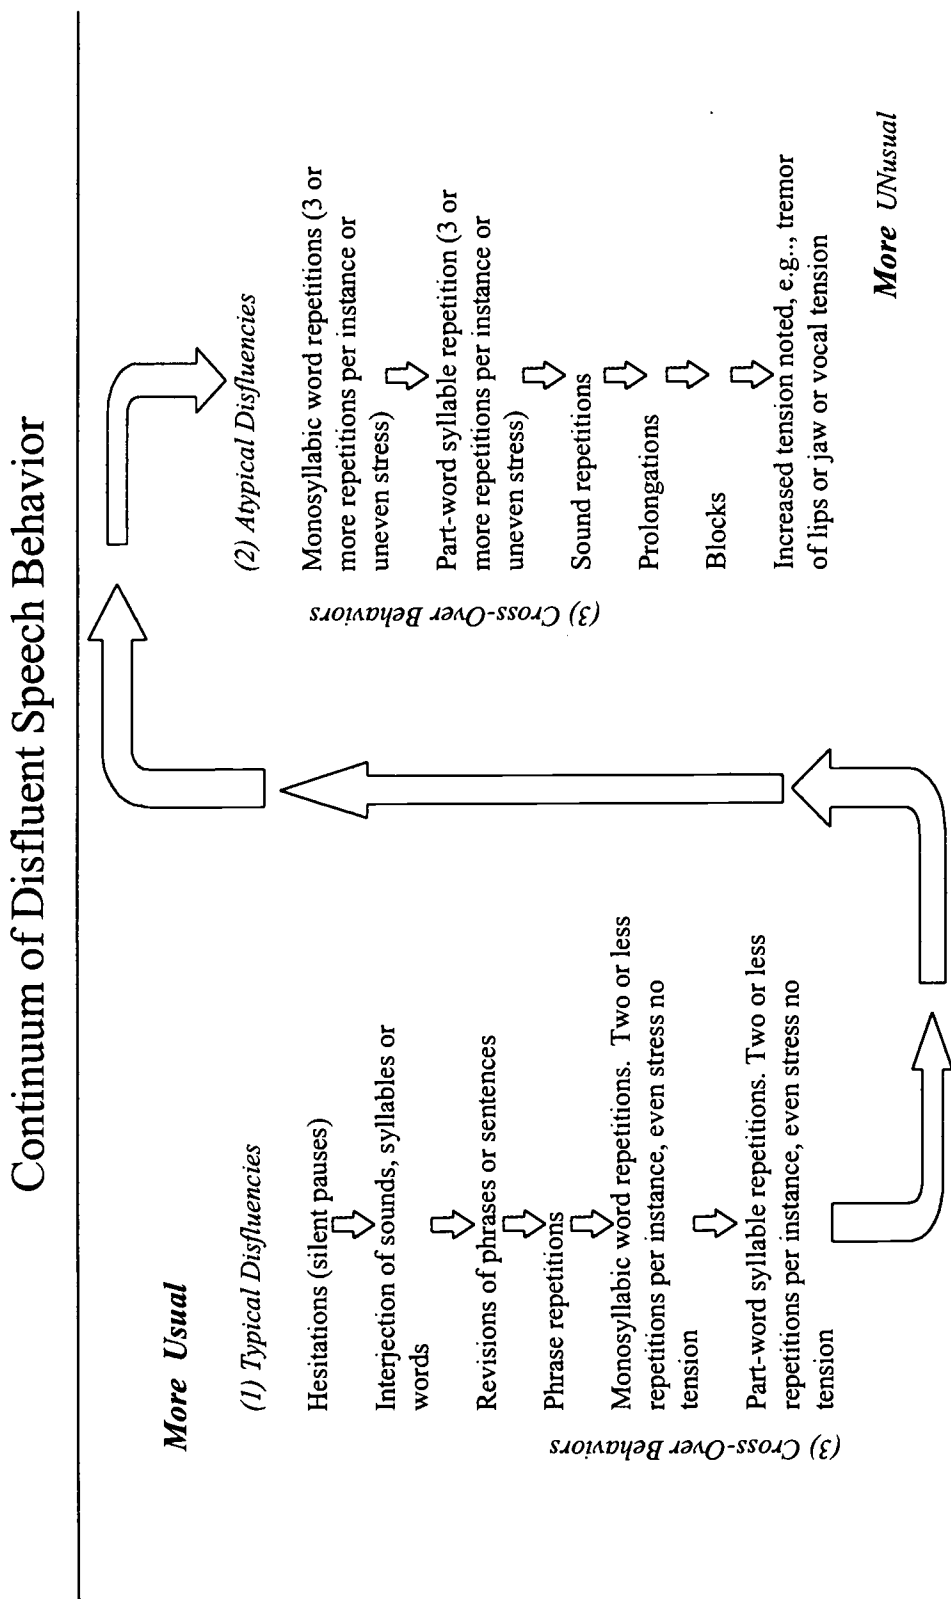 Continuum of Disfluent Speech Behavior
More Usual
(1) Typical Disfluencies
Hesitations (silent pauses)
Interjection of sounds, syllables or
words
Revisions of phrases or sentences
Phrase repetitions
Monosyllabic word repetitions. Two or less
repetitions per instance, even stress no
tension
Part-word syllable repetitions. Two or less
repetitions per instance, even stress no
tension
(3) Cross-Over Behaviors
(2) Atypical Disfluencies
Monosyllabic word repetitions (3 or
more repetitions per instance or
uneven stress)
Part-word syllable repetition (3 or
more repetitions per instance or
uneven stress)
Sound repetitions
Prolongations
Blocks
Increased tension noted, e.g.., tremor
of lips or jaw or vocal tension
(3) Cross-Over Behaviors
More UNusual